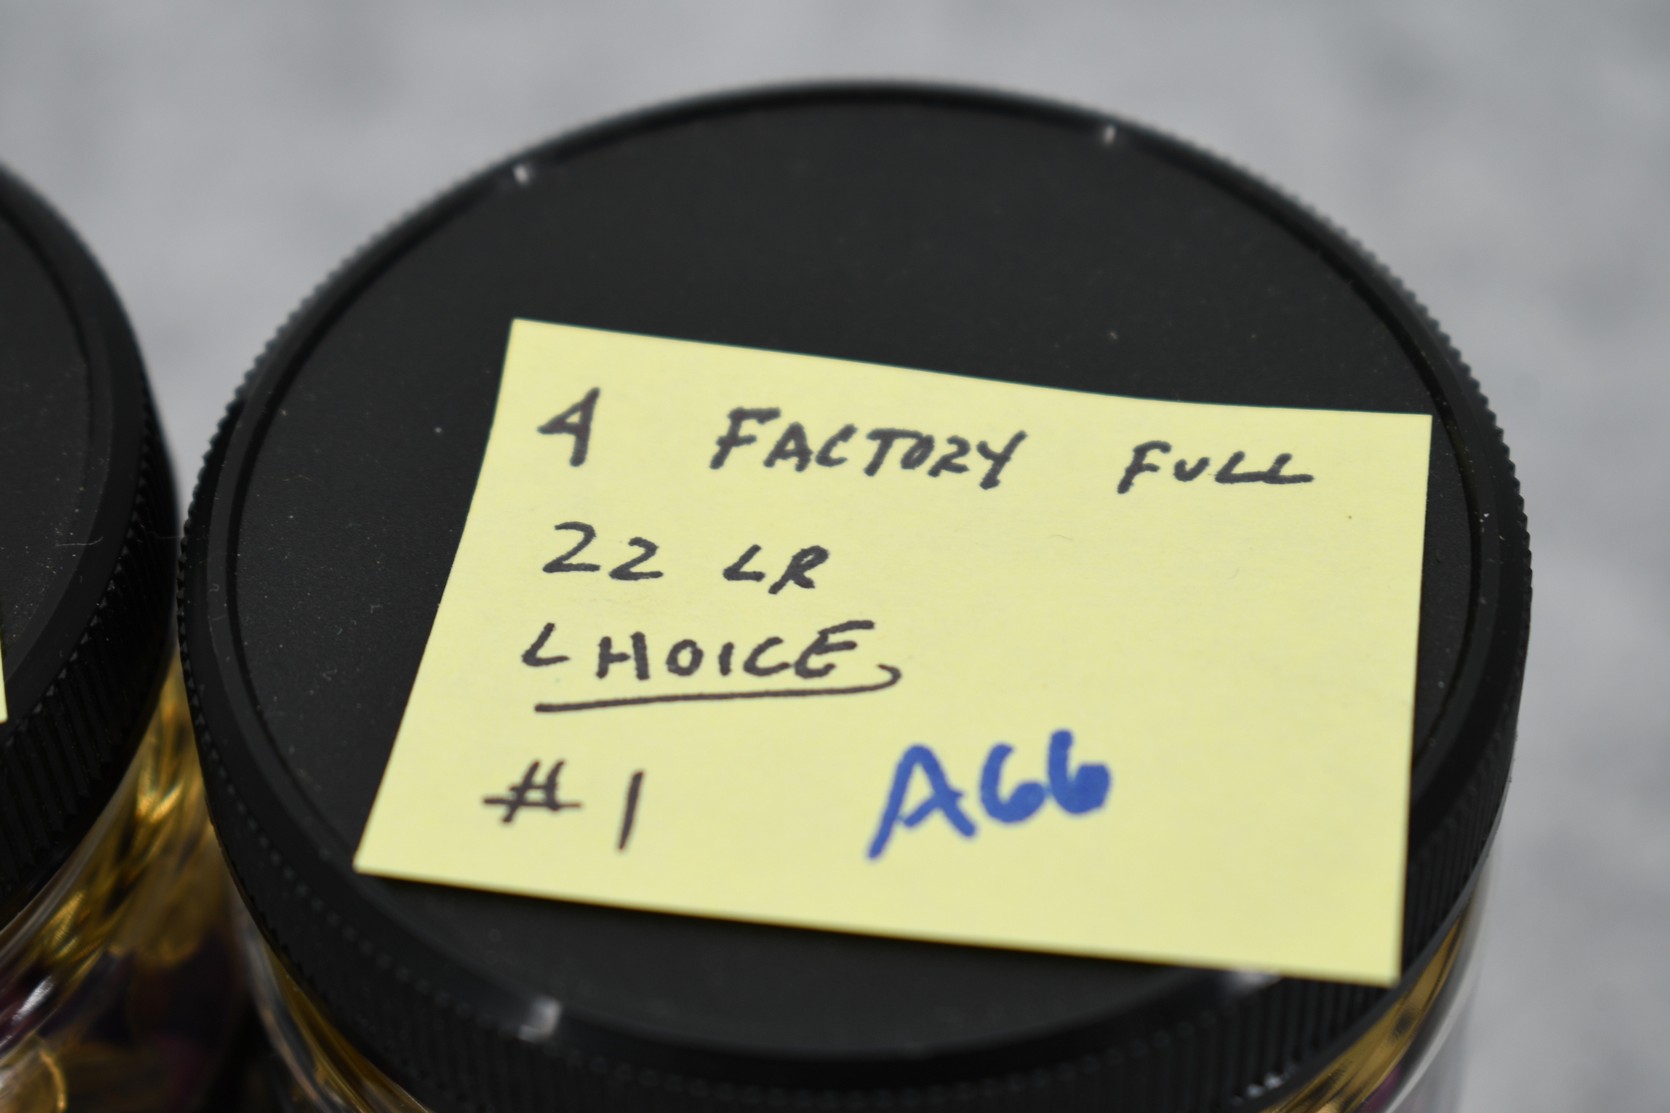 4 FACTORY FULL
22 LR
CHOICE
#1 A66